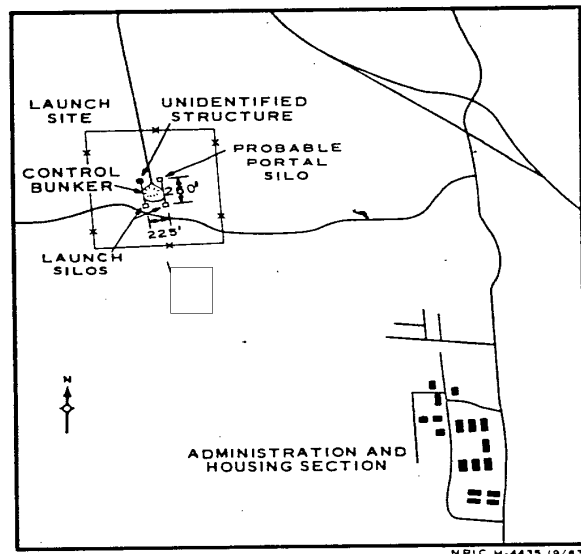 LAUNCH
SITE
UNIDENTIFIED
STRUCTURE
PROBABLE
PORTAL
SILO
CONTROL
BUNKER
225'
LAUNCH
SILOS
N
ADMINISTRATION AND
HOUSING SECTION